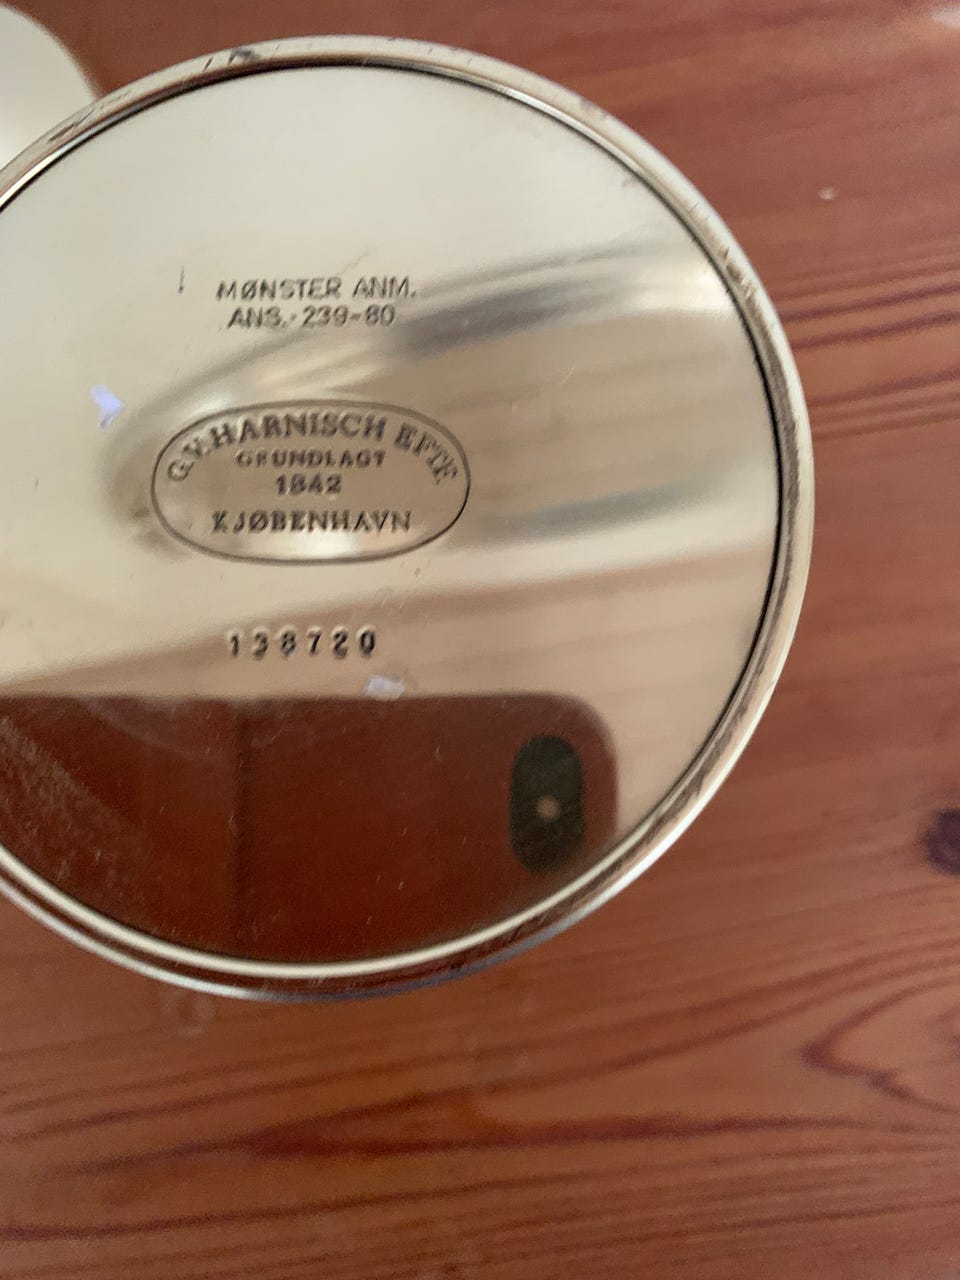 MØNSTER ANM.
ANS.-239-80
G.V. HARNISCH EFTF
GRUNDLAGT
1842
KJØBENHAVN
138720